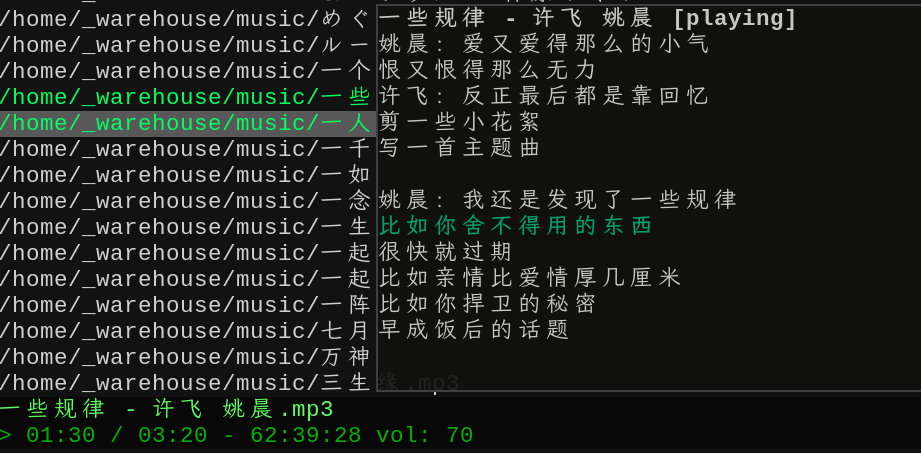 /home/_warehouse/music/めぐ
/home/_warehouse/music/ルー
/home/_warehouse/music/一个
/home/_warehouse/music/一些
/home/_warehouse/music/一人
/home/_warehouse/music/一千
/home/_warehouse/music/一如
/home/_warehouse/music/一念
/home/_warehouse/music/一生
/home/_warehouse/music/一起
/home/_warehouse/music/一起
/home/_warehouse/music/一阵
/home/_warehouse/music/七月
/home/_warehouse/music/万神
/home/_warehouse/music/三生缘.mp3
一些规律 - 许飞 姚晨 [playing]
姚晨: 爱又爱得那么的小气
恨又恨得那么无力
许飞: 反正最后都是靠回忆
剪一些小花絮
写一首主题曲
姚晨: 我还是发现了一些规律
比如你舍不得用的东西
很快就过期
比如亲情比爱情厚几厘米
比如你捍卫的秘密
早成饭后的话题
一些规律 - 许飞 姚晨.mp3
> 01:30 / 03:20 - 62:39:28 vol: 70